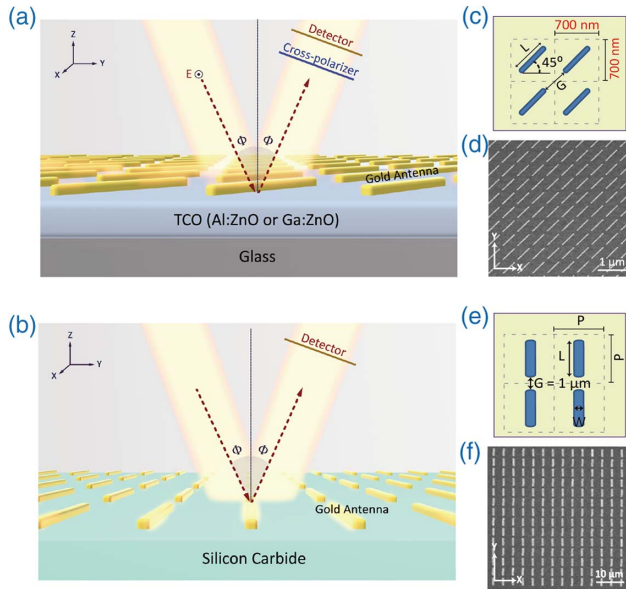 (a)
Z
Y
X
E
Detector
Cross-polarizer
Φ Φ
Gold Antenna
TCO (Al:ZnO or Ga:ZnO)
Glass
(b)
Z
Y
X
Detector
Φ Φ
Gold Antenna
Silicon Carbide
(c)
700 nm
L
45º
G
700 nm
(d)
Y
X
1 μm
(e)
P
L
P
G = 1 μm
W
(f)
Y
X
10 μm